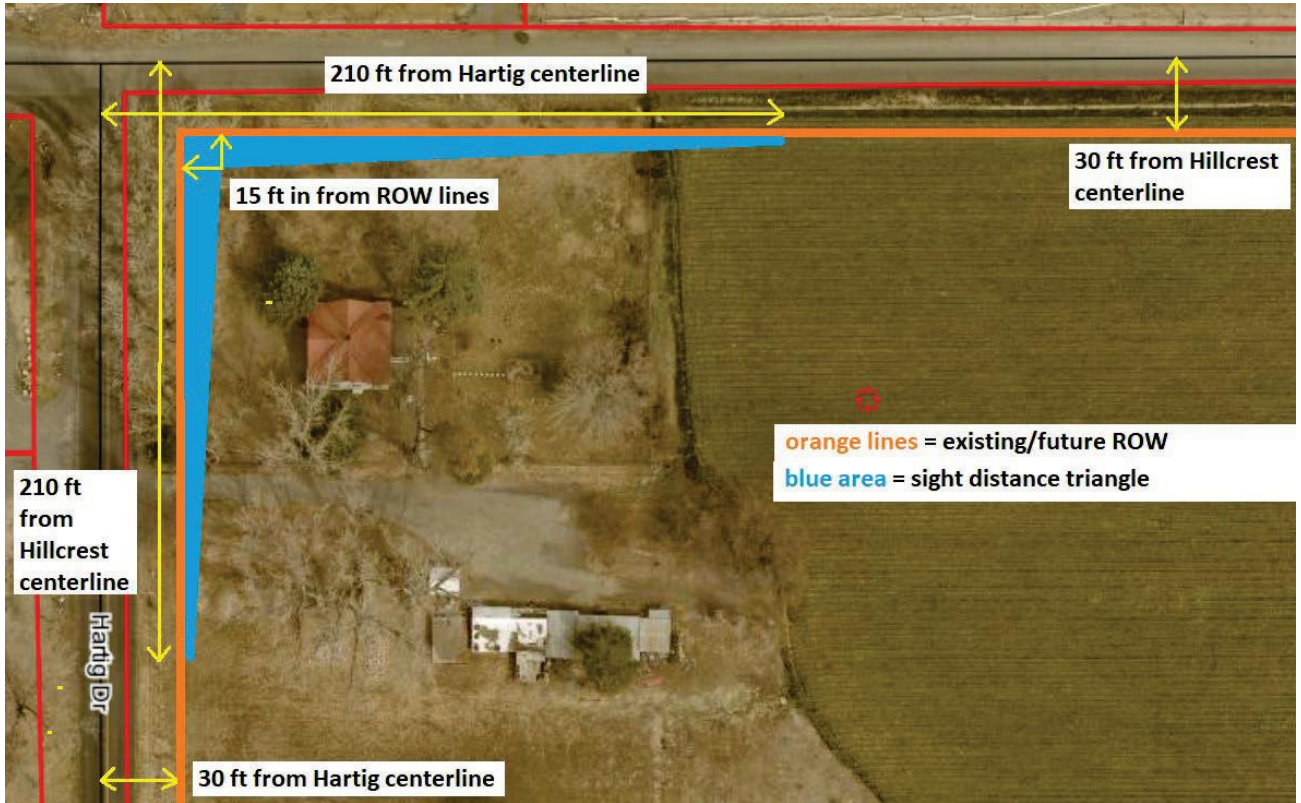 210 ft from Hartig centerline
30 ft from Hillcrest
centerline
15 ft in from ROW lines
orange lines = existing/future ROW
blue area = sight distance triangle
210 ft
from
Hillcrest
centerline
Hartig Dr
30 ft from Hartig centerline